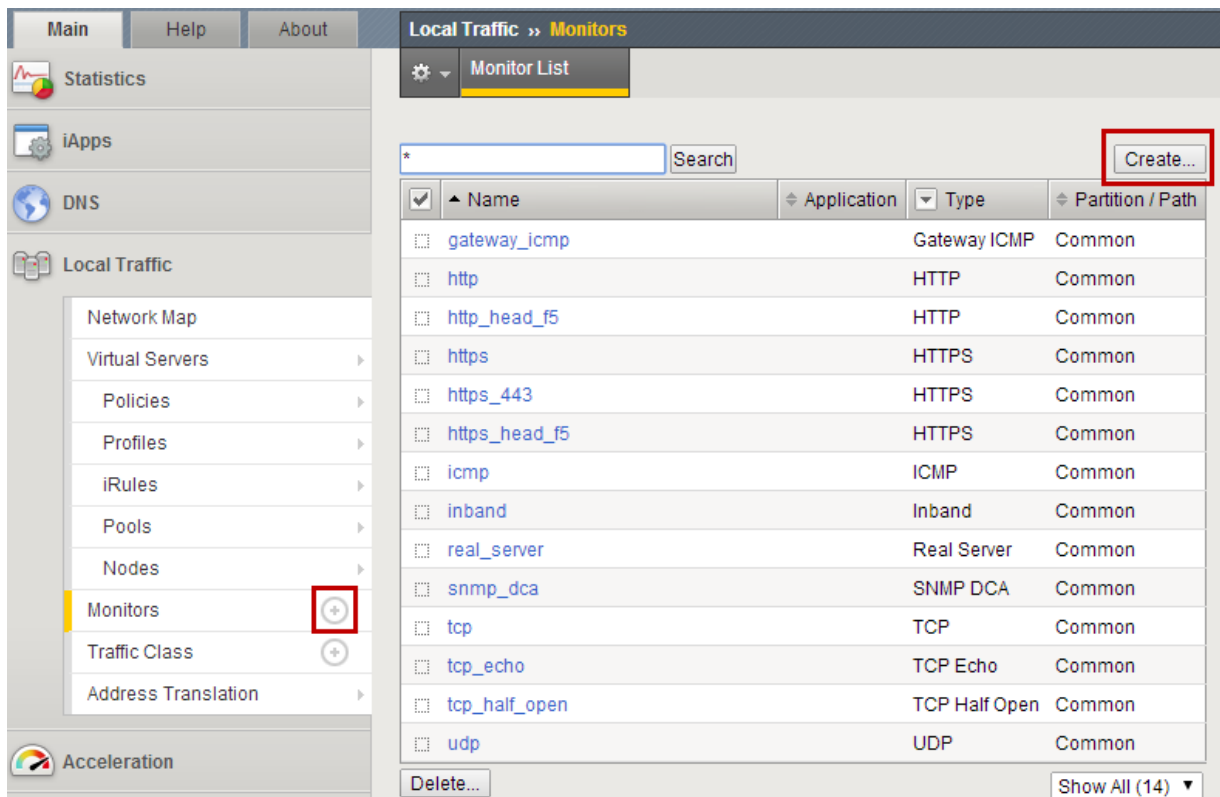 Main Help About
Local Traffic ›› Monitors
Monitor List
Statistics
iApps
DNS
Local Traffic
Network Map
Virtual Servers
Policies
Profiles
iRules
Pools
Nodes
Monitors
Traffic Class
Address Translation
Acceleration
* Search Create...
Name Application Type Partition / Path
gateway_icmp Gateway ICMP Common
http HTTP Common
http_head_f5 HTTP Common
https HTTPS Common
https_443 HTTPS Common
https_head_f5 HTTPS Common
icmp ICMP Common
inband Inband Common
real_server Real Server Common
snmp_dca SNMP DCA Common
tcp TCP Common
tcp_echo TCP Echo Common
tcp_half_open TCP Half Open Common
udp UDP Common
Delete... Show All (14)